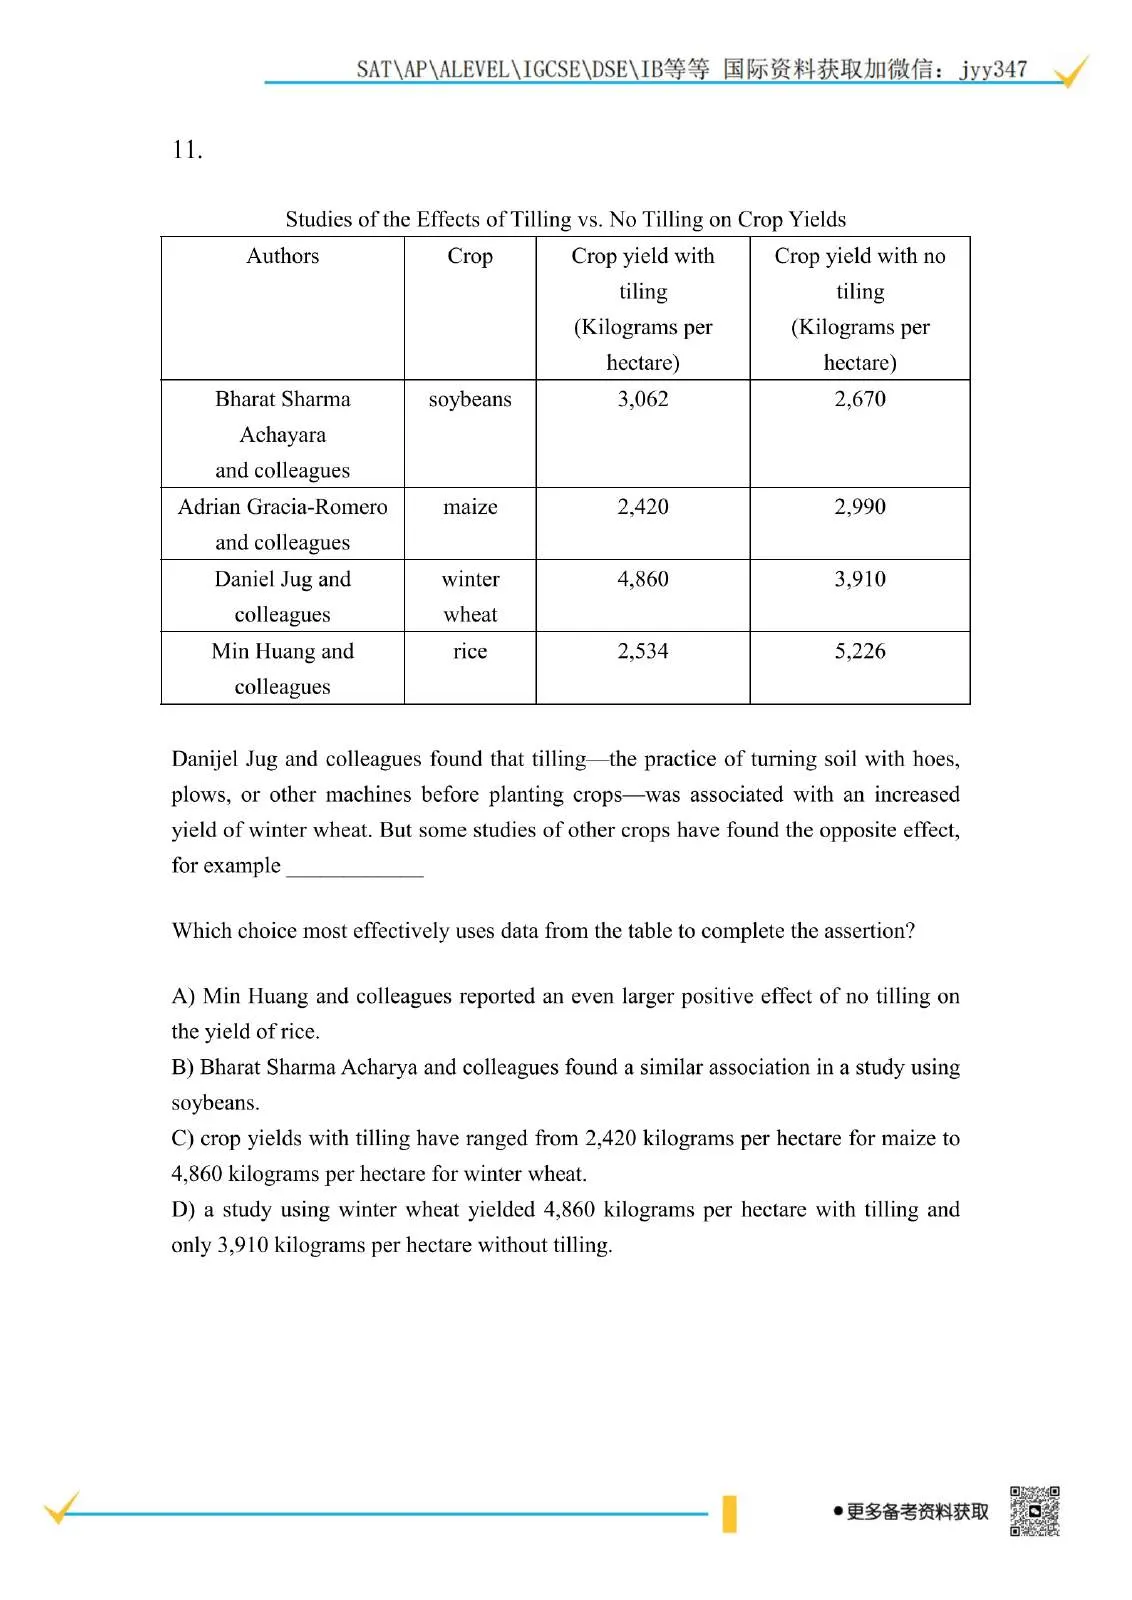 SAT\AP\ALEVEL\IGCSE\DSE\IB等等 国际资料获取加微信：jyy347
11.
Studies of the Effects of Tilling vs. No Tilling on Crop Yields
Authors
Crop
Crop yield with
tiling
(Kilograms per
hectare)
Crop yield with no
tiling
(Kilograms per
hectare)
Bharat Sharma
Achayara
and colleagues
soybeans
3,062
2,670
Adrian Gracia-Romero
and colleagues
maize
2,420
2,990
Daniel Jug and
colleagues
winter
wheat
4,860
3,910
Min Huang and
colleagues
rice
2,534
5,226
Danijel Jug and colleagues found that tilling—the practice of turning soil with hoes,
plows, or other machines before planting crops—was associated with an increased
yield of winter wheat. But some studies of other crops have found the opposite effect,
for example ____________
Which choice most effectively uses data from the table to complete the assertion?
A) Min Huang and colleagues reported an even larger positive effect of no tilling on
the yield of rice.
B) Bharat Sharma Acharya and colleagues found a similar association in a study using
soybeans.
C) crop yields with tilling have ranged from 2,420 kilograms per hectare for maize to
4,860 kilograms per hectare for winter wheat.
D) a study using winter wheat yielded 4,860 kilograms per hectare with tilling and
only 3,910 kilograms per hectare without tilling.
●更多备考资料获取